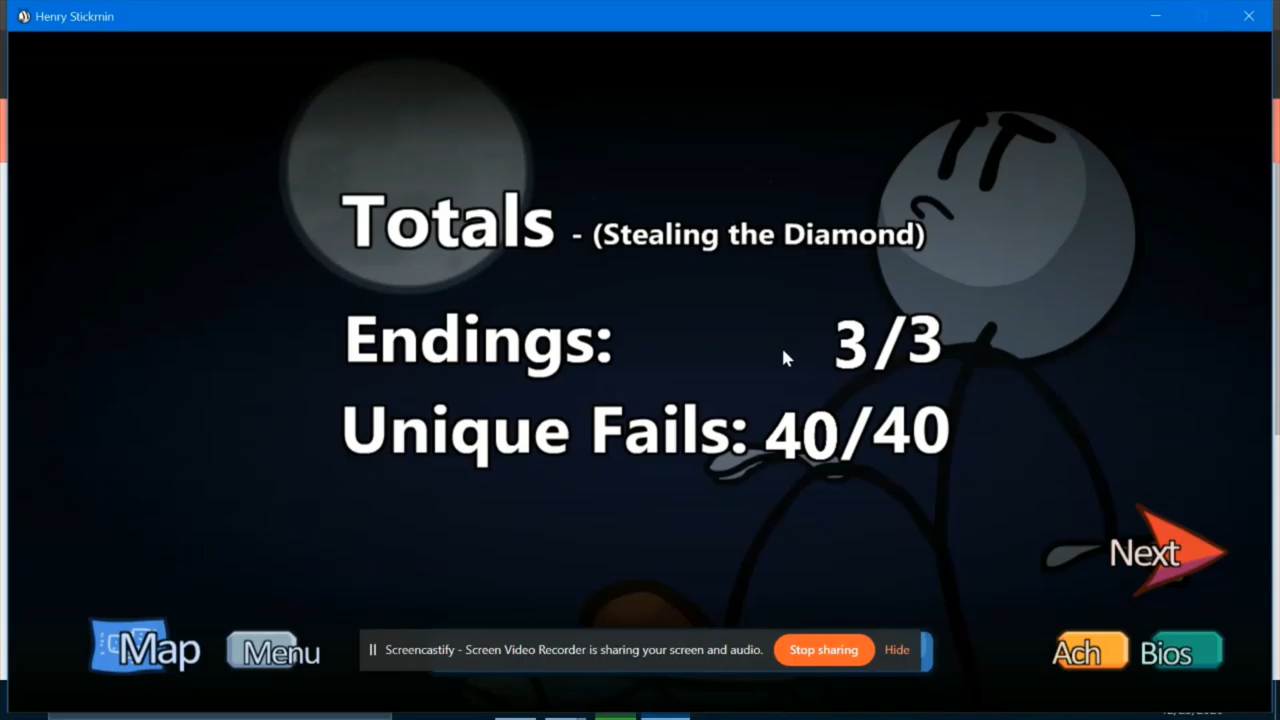 Henry Stickmin
Totals - (Stealing the Diamond)
Endings: 3/3
Unique Fails: 40/40
Next
Map
Menu
Screencastify - Screen Video Recorder is sharing your screen and audio.
Stop sharing
Hide
Ach
Bios